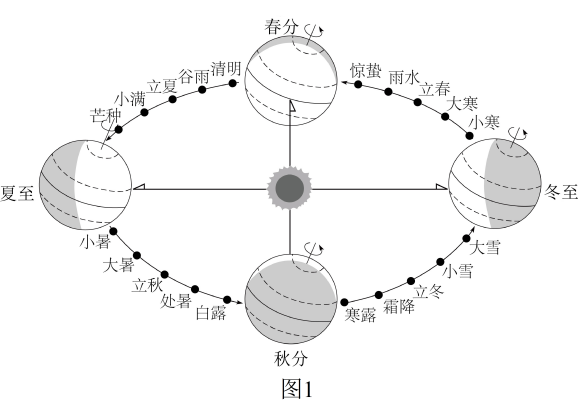 春分
清明
谷雨
立夏
小满
芒种
惊蛰
雨水
立春
大寒
小寒
夏至
冬至
小暑
大暑
立秋
处暑
白露
大雪
小雪
立冬
霜降
寒露
秋分
图1